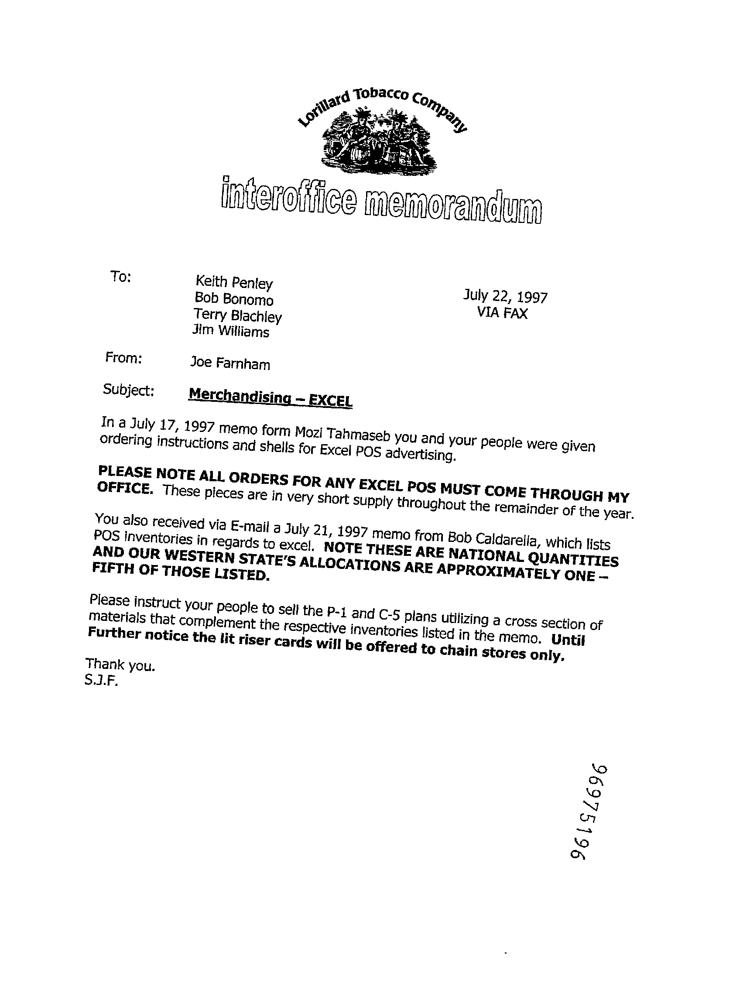 Lorillard Tobacco Company
interoffice memorandum
To: Keith Penley
Bob Bonomo
Terry Blachley
Jim Williams
July 22, 1997
VIA FAX
From: Joe Farnham
Subject: Merchandising – EXCEL
In a July 17, 1997 memo form Mozi Tahmaseb you and your people were given
ordering instructions and shells for Excel POS advertising.
PLEASE NOTE ALL ORDERS FOR ANY EXCEL POS MUST COME THROUGH MY
OFFICE. These pieces are in very short supply throughout the remainder of the year.
You also received via E-mail a July 21, 1997 memo from Bob Caldarella, which lists
POS inventories in regards to excel. NOTE THESE ARE NATIONAL QUANTITIES
AND OUR WESTERN STATE'S ALLOCATIONS ARE APPROXIMATELY ONE –
FIFTH OF THOSE LISTED.
Please instruct your people to sell the P-1 and C-5 plans utilizing a cross section of
materials that complement the respective inventories listed in the memo. Until
Further notice the lit riser cards will be offered to chain stores only.
Thank you.
S.J.F.
96975196